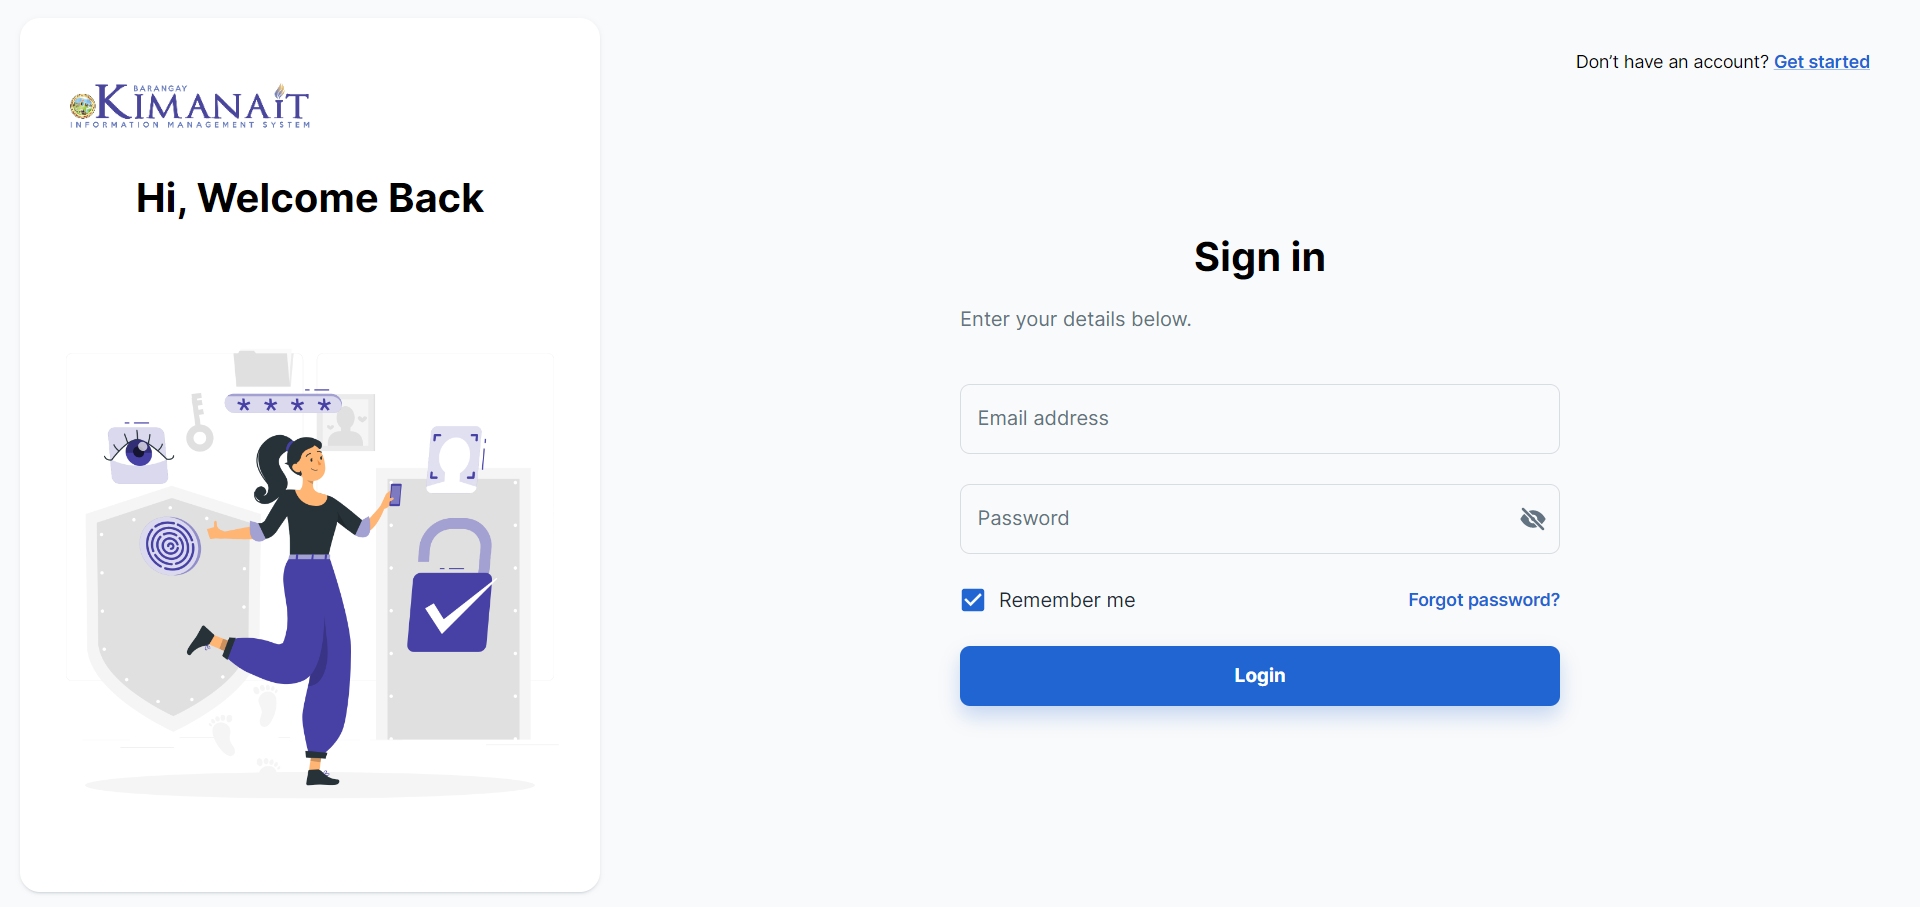 BARANGAY
KIMANAIT
INFORMATION MANAGEMENT SYSTEM
Hi, Welcome Back
* * * *
Don't have an account? Get started
Sign in
Enter your details below.
Email address
Password
Remember me
Forgot password?
Login